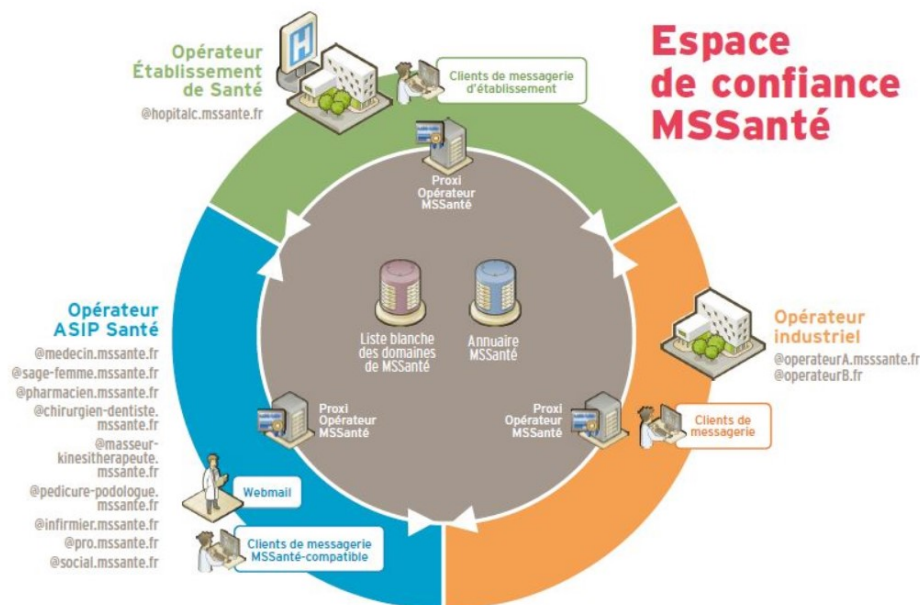 Espace
de confiance
MSSanté
Opérateur
Établissement
de Santé
@hopitalc.mssante.fr
H
Clients de messagerie
d'établissement
Proxi
Opérateur
MSSanté
Liste blanche
des domaines
de MSSanté
Annuaire
MSSanté
Opérateur
ASIP Santé
@medecin.mssante.fr
@sage-femme.mssante.fr
@pharmacien.mssante.fr
@chirurgien-dentiste.
mssante.fr
@masseur-
kinesitherapeute.
mssante.fr
@pedicure-podologue.
mssante.fr
@infirmier.mssante.fr
@pro.mssante.fr
@social.mssante.fr
Proxi
Opérateur
MSSanté
Webmail
Clients de messagerie
MSSanté-compatible
Opérateur
industriel
@operateurA.msssante.fr
@operateurB.fr
Proxi
Opérateur
MSSanté
Clients de
messagerie